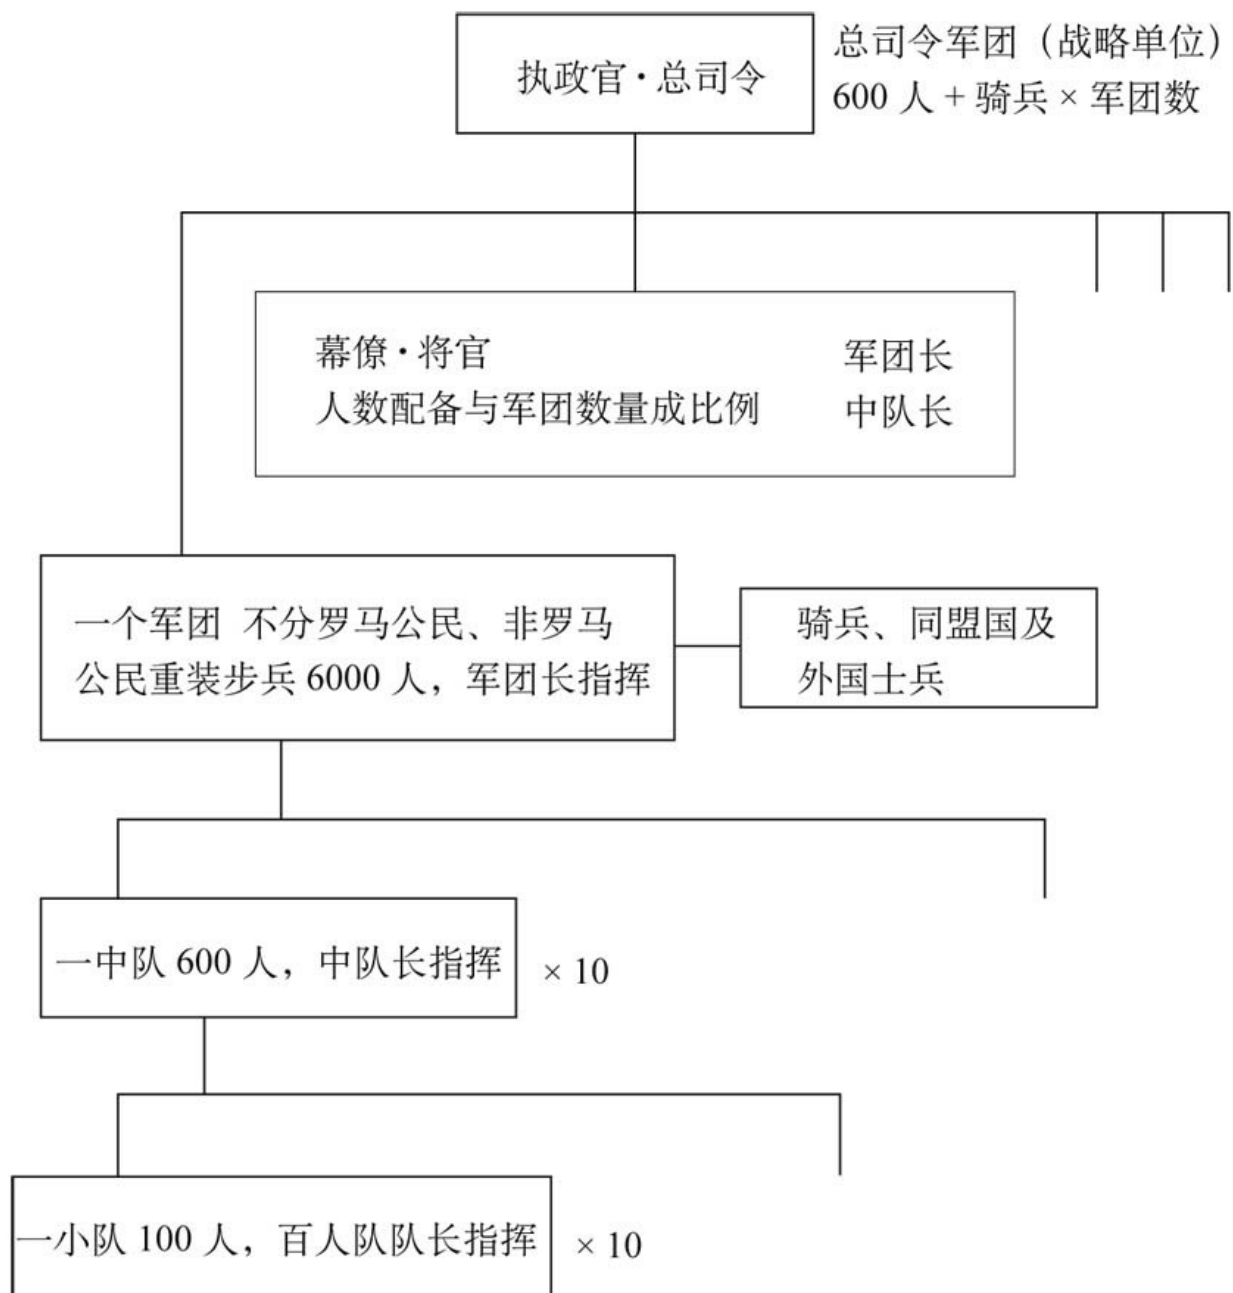 执政官·总司令
总司令军团（战略单位）
600 人 + 骑兵 × 军团数
幕僚·将官
人数配备与军团数量成比例
军团长
中队长
一个军团 不分罗马公民、非罗马
公民重装步兵 6000 人，军团长指挥
骑兵、同盟国及
外国士兵
一中队 600 人，中队长指挥
× 10
一小队 100 人，百人队队长指挥
× 10